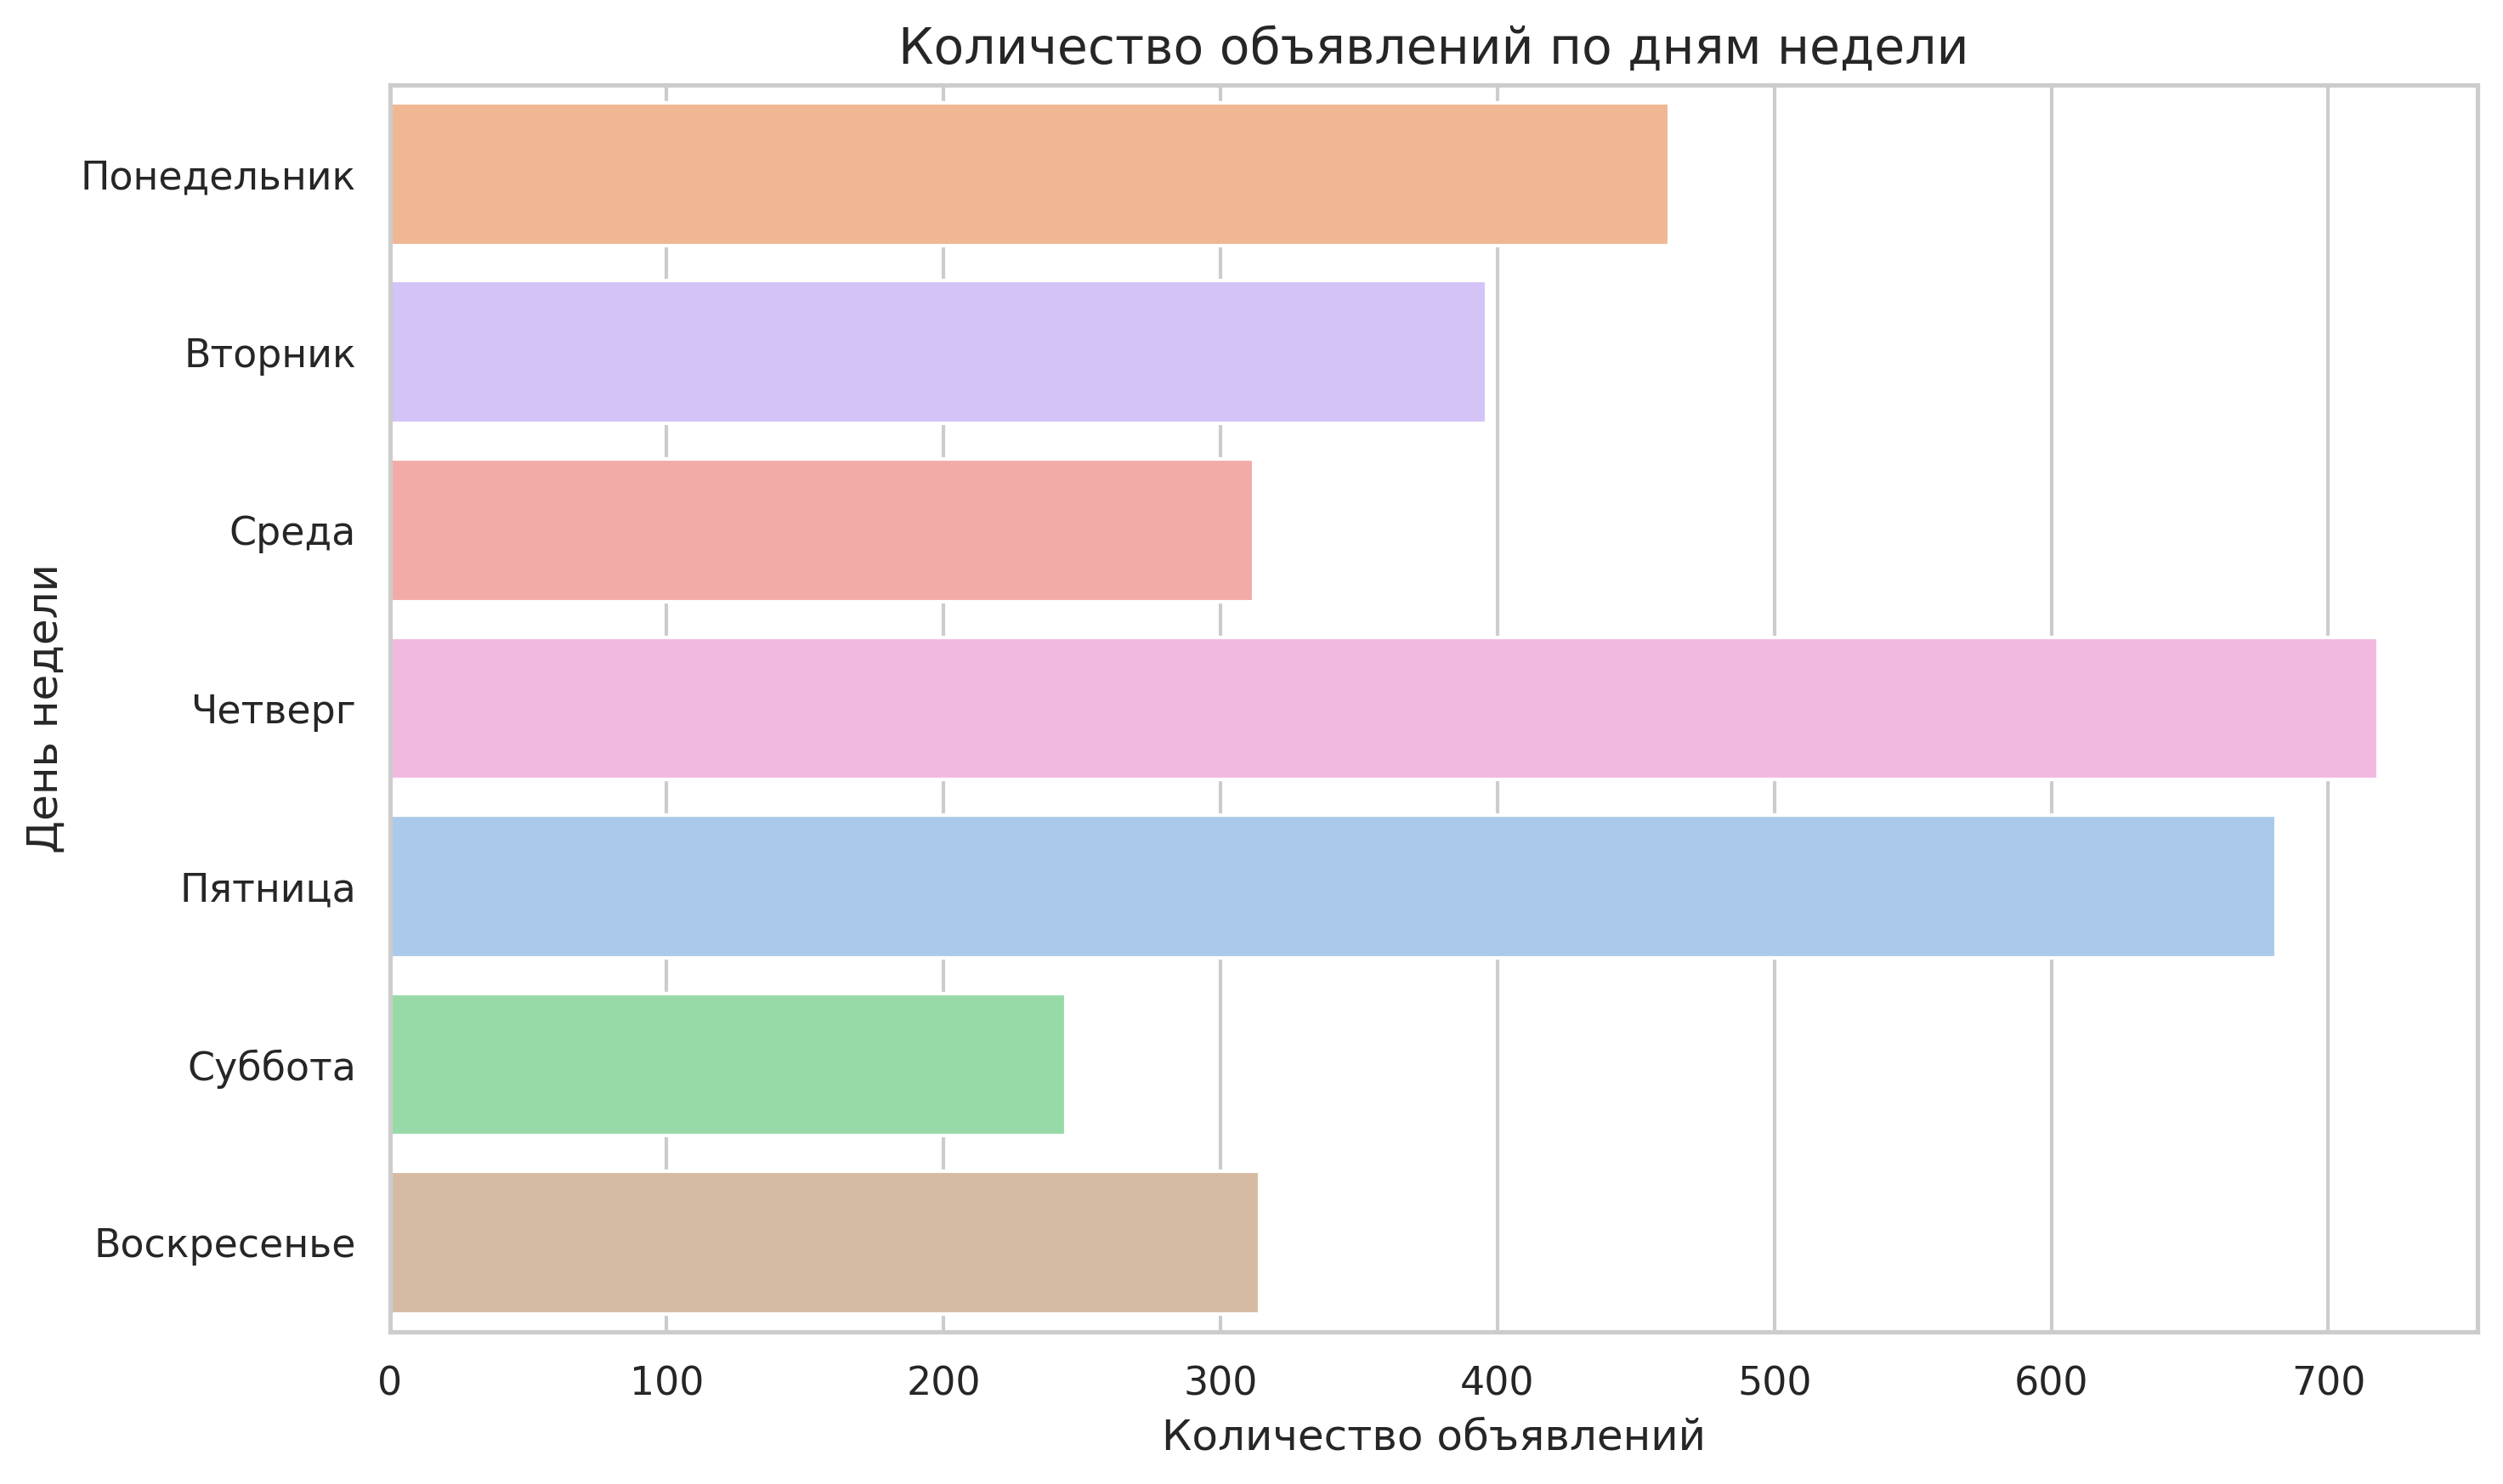 Количество объявлений по дням недели
День недели
Понедельник
Вторник
Среда
Четверг
Пятница
Суббота
Воскресенье
0 100 200 300 400 500 600 700
Количество объявлений